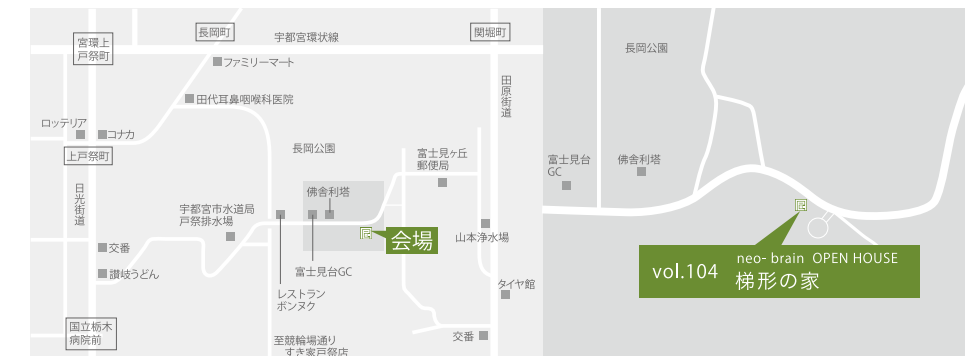 長岡町
関堀町
宇都宮環状線
宮環上
戸祭町
ファミリーマート
田原街道
田代耳鼻咽喉科医院
ロッテリア
コナカ
上戸祭町
長岡公園
富士見ヶ丘
郵便局
日光街道
佛舎利塔
宇都宮市水道局
戸祭排水場
会場
山本浄水場
交番
富士見台GC
讃岐うどん
レストラン
ボンヌク
タイヤ館
国立栃木
病院前
至競輪場通り
すき家戸祭店
交番
長岡公園
富士見台
GC
佛舎利塔
vol.104
neo- brain OPEN HOUSE
梯形の家